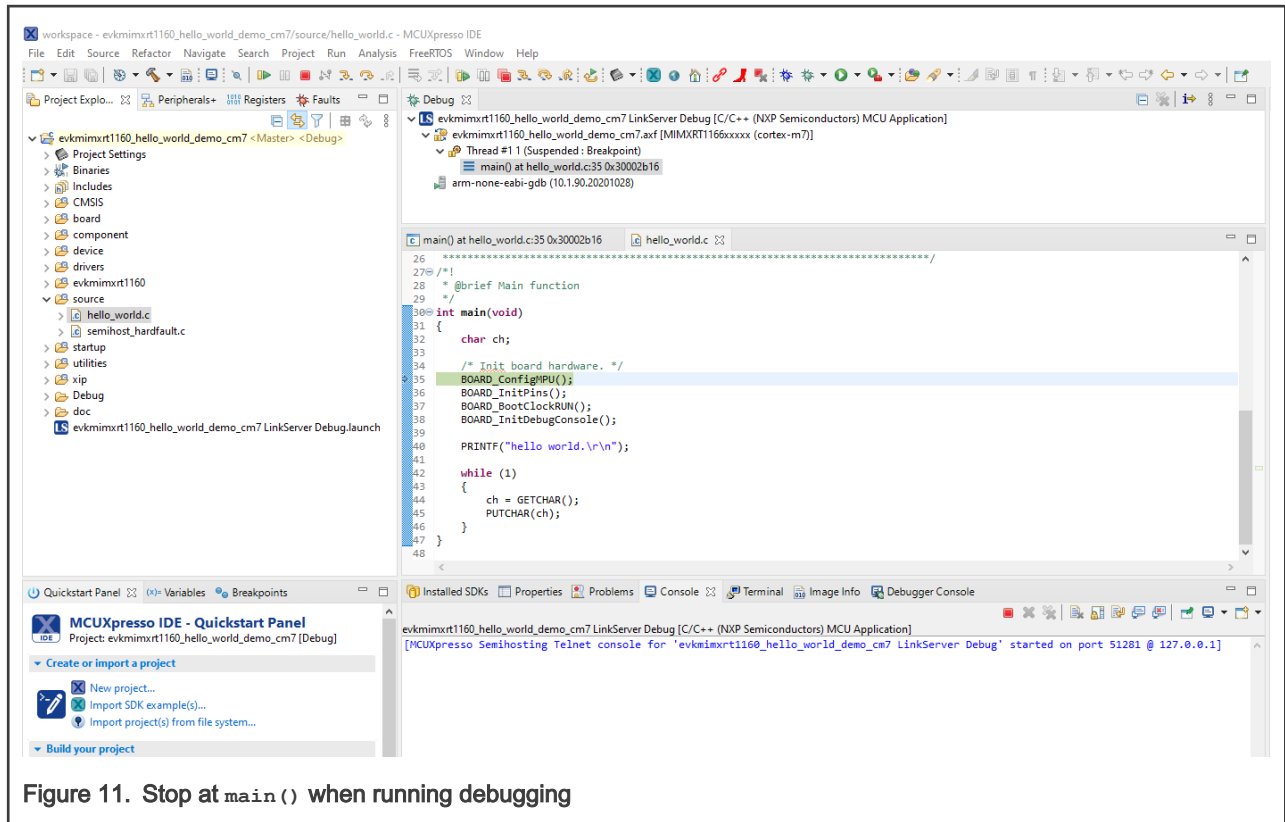 workspace - evkmimxrt1160_hello_world_demo_cm7/source/hello_world.c - MCUXpresso IDE
File Edit Source Refactor Navigate Search Project Run Analysis FreeRTOS Window Help
Project Explo... Peripherals+ Registers Faults
evkmimxrt1160_hello_world_demo_cm7 <Master> <Debug>
Project Settings
Binaries
Includes
CMSIS
board
component
device
drivers
evkmimxrt1160
source
hello_world.c
semihost_hardfault.c
startup
utilities
xip
Debug
doc
LS evkmimxrt1160_hello_world_demo_cm7 LinkServer Debug.launch
Debug
LS evkmimxrt1160_hello_world_demo_cm7 LinkServer Debug [C/C++ (NXP Semiconductors) MCU Application]
evkmimxrt1160_hello_world_demo_cm7.axf [MIMXRT1166xxxxx (cortex-m7)]
Thread #1 1 (Suspended : Breakpoint)
main() at hello_world.c:35 0x30002b16
arm-none-eabi-gdb (10.1.90.20201028)
main() at hello_world.c:35 0x30002b16 hello_world.c
26 ******************************************************************************/
27 /*!
28 * @brief Main function
29 */
30 int main(void)
31 {
32 char ch;
33
34 /* Init board hardware. */
35 BOARD_ConfigMPU();
36 BOARD_InitPins();
37 BOARD_BootClockRUN();
38 BOARD_InitDebugConsole();
39
40 PRINTF("hello world.\r\n");
41
42 while (1)
43 {
44 ch = GETCHAR();
45 PUTCHAR(ch);
46 }
47 }
48
Quickstart Panel (x)= Variables Breakpoints
IDE
MCUXpresso IDE - Quickstart Panel
Project: evkmimxrt1160_hello_world_demo_cm7 [Debug]
Create or import a project
New project...
Import SDK example(s)...
Import project(s) from file system...
Build your project
Installed SDKs Properties Problems Console Terminal Image Info Debugger Console
evkmimxrt1160_hello_world_demo_cm7 LinkServer Debug [C/C++ (NXP Semiconductors) MCU Application]
[MCUXpresso Semihosting Telnet console for 'evkmimxrt1160_hello_world_demo_cm7 LinkServer Debug' started on port 51281 @ 127.0.0.1]
Figure 11. Stop at main() when running debugging